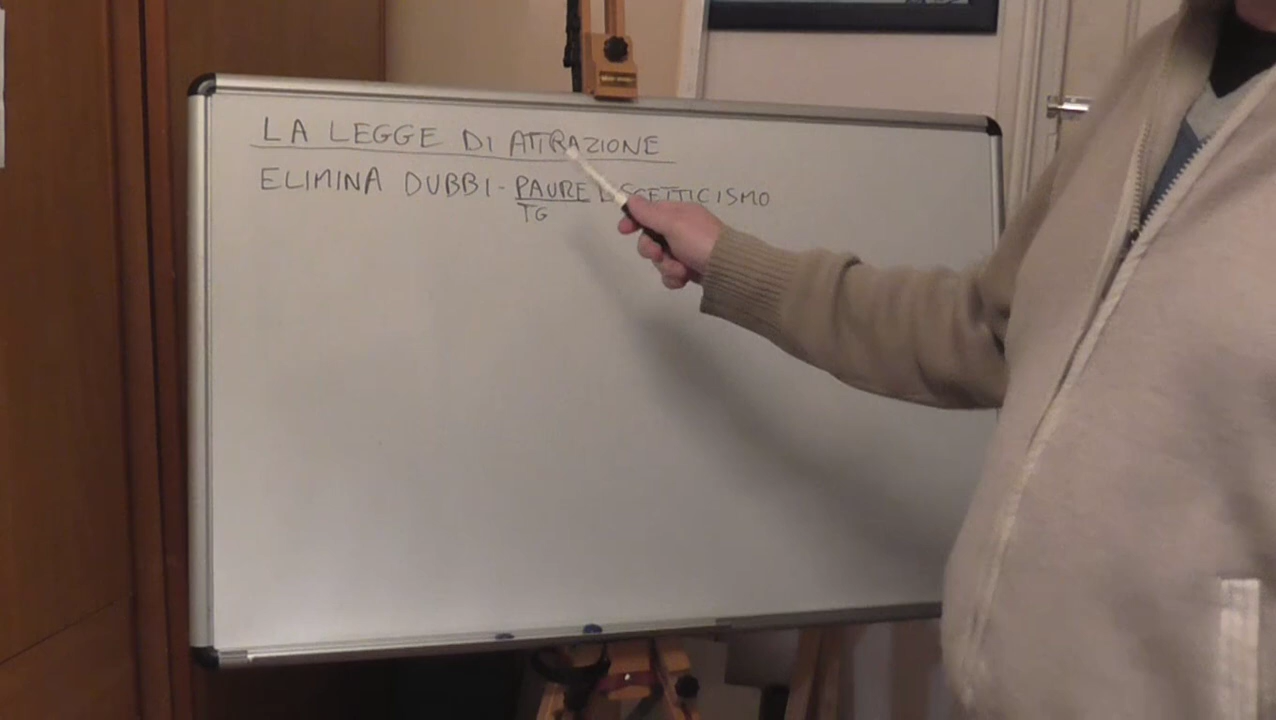 LA LEGGE DI ATTRAZIONE
ELIMINA DUBBI - PAURE E SCETTICISMO
TG